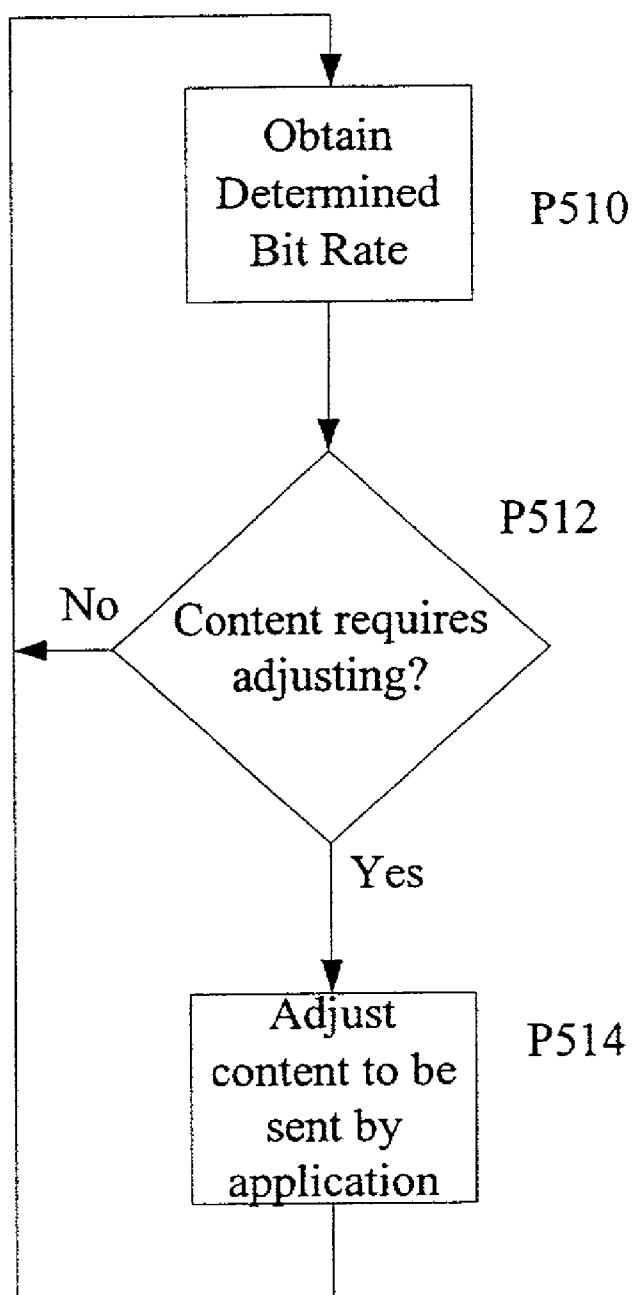 Obtain
Determined
Bit Rate
P510
P512
No
Content requires
adjusting?
Yes
Adjust
content to be
sent by
application
P514